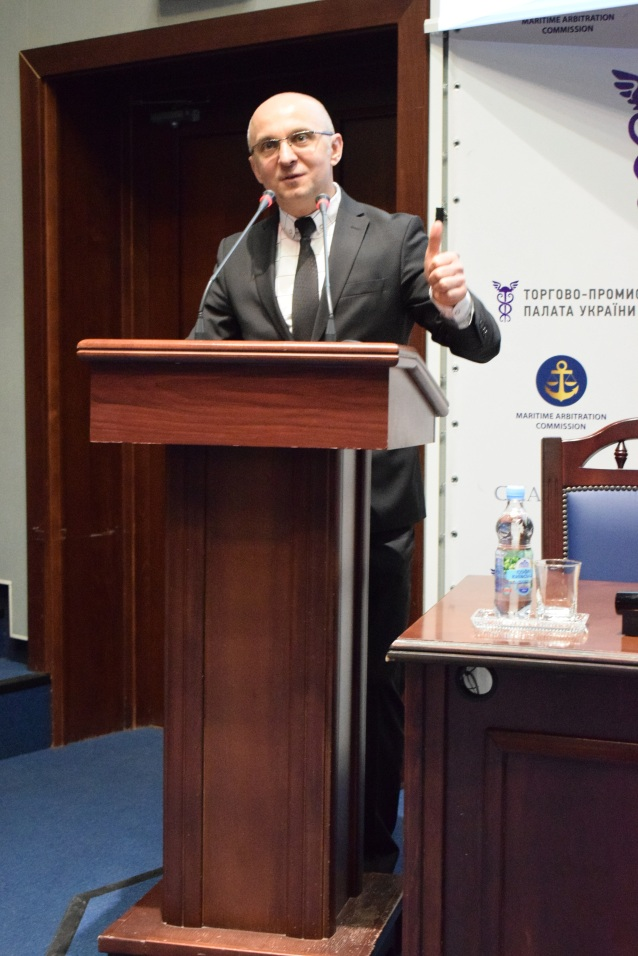 MARITIME ARBITRATION
COMMISSION
ТОРГОВО-ПРОМИС
ПАЛАТА УКРАЇНИ
MARITIME ARBITRATION
COMMISSION